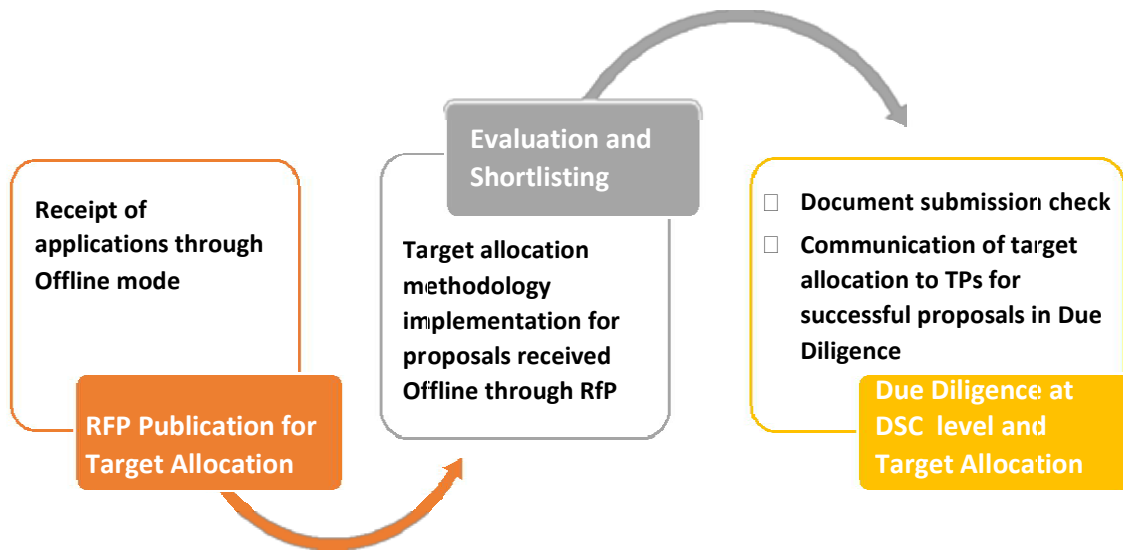 Receipt of
applications through
Offline mode
RFP Publication for
Target Allocation
Evaluation and
Shortlisting
Target allocation
methodology
implementation for
proposals received
Offline through RfP
Document submission check
Communication of target
allocation to TPs for
successful proposals in Due
Diligence
Due Diligence at
DSC level and
Target Allocation